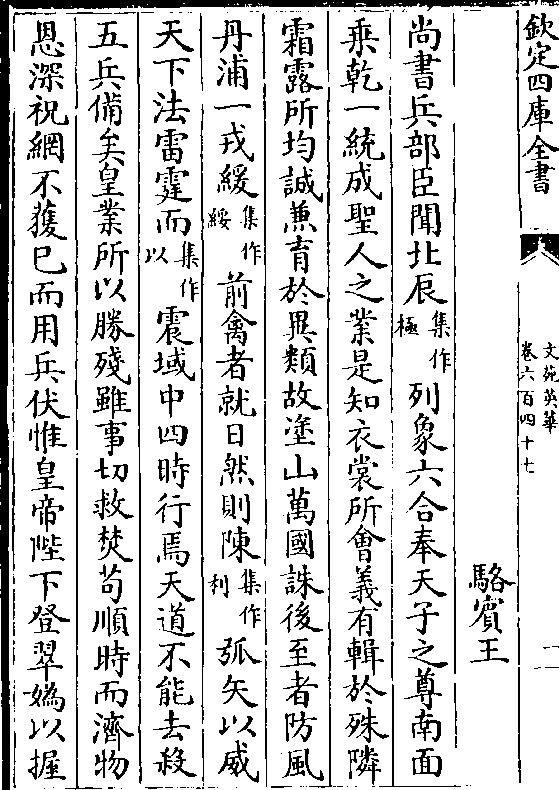 欽定四庫全書
文苑英華
卷六百四十七
一
駱賓王
尚書兵部臣聞北辰集作極列象六合奉天子之尊南面
乘乾一統成聖人之業是知衣裳所會義有輯於殊隣
霜露所均誠兼育於異類故塗山萬國誅後至者防風
丹浦一戎緩集作綏前禽者就日然則陳集作利弧矢以威
天下法雷霆而集作以震域中四時行焉天道不能去殺
五兵備矣皇業所以勝殘雖事切救焚苟順時而濟物
恩深祝網不獲已而用兵伏惟皇帝陛下登翠嬀以握